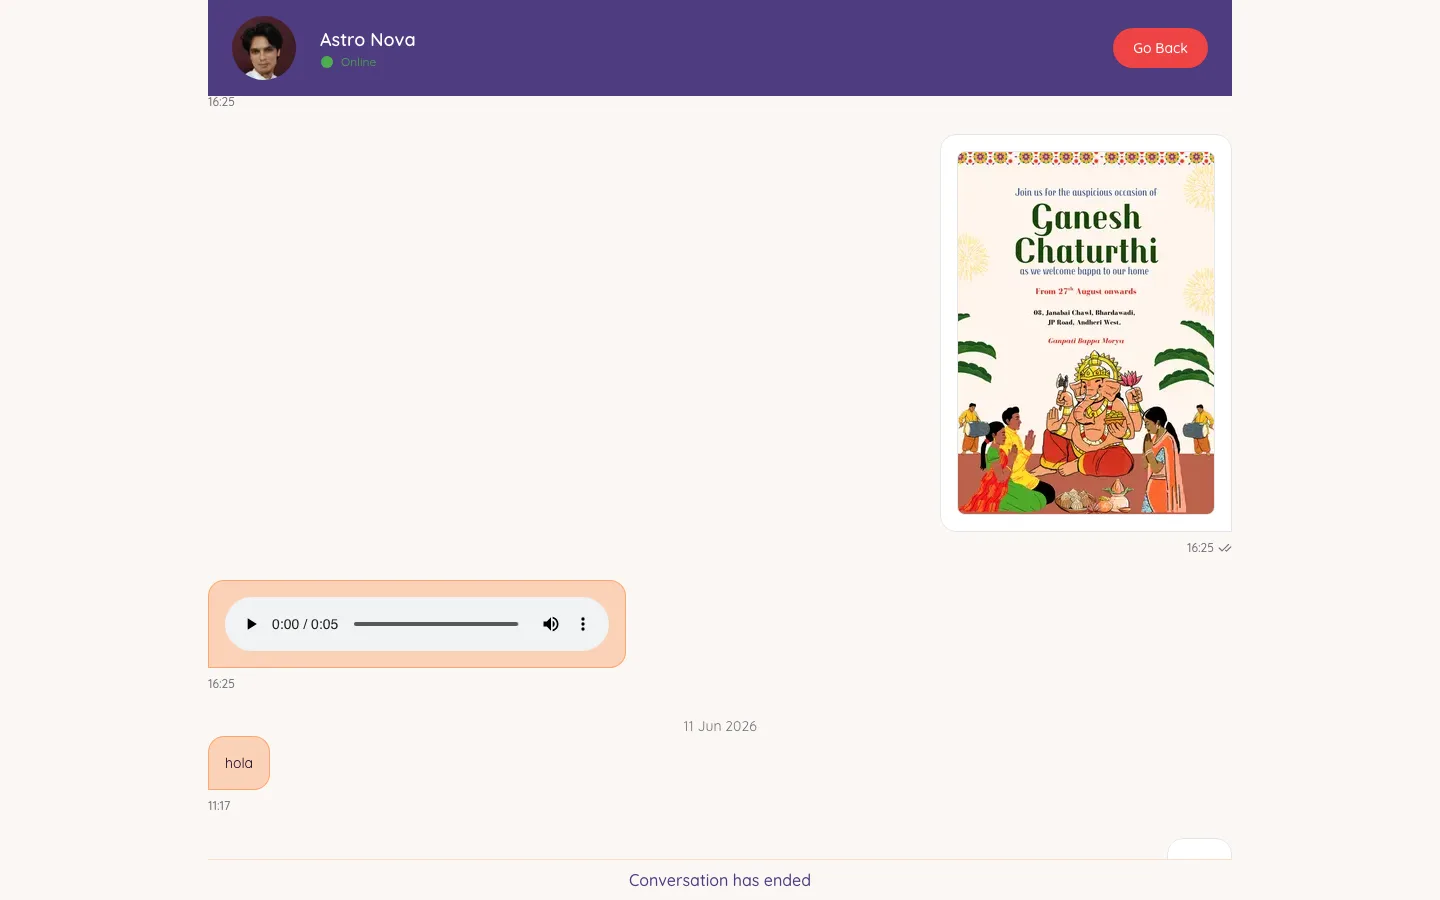 Astro Nova
Online
Go Back
16:25
Join us for the auspicious occasion of
Ganesh
Chaturthi
as we welcome bappa to our home
From 27th August onwards
08, Janabai Chawl, Bhardawadi,
JP Road, Andheri West.
Ganpati Bappa Morya
16:25
0:00 / 0:05
16:25
11 Jun 2026
hola
11:17
Conversation has ended